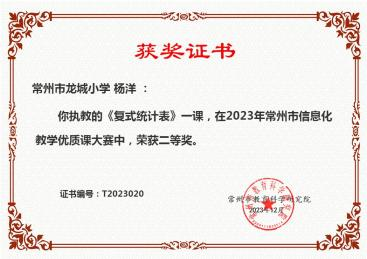 获奖证书
常州市龙城小学 杨洋 ：
你执教的《复式统计表》一课，在2023年常州市信息化
教学优质课大赛中，荣获二等奖。
证书编号：T2023020
常州市教育科学研究院
2023年12月